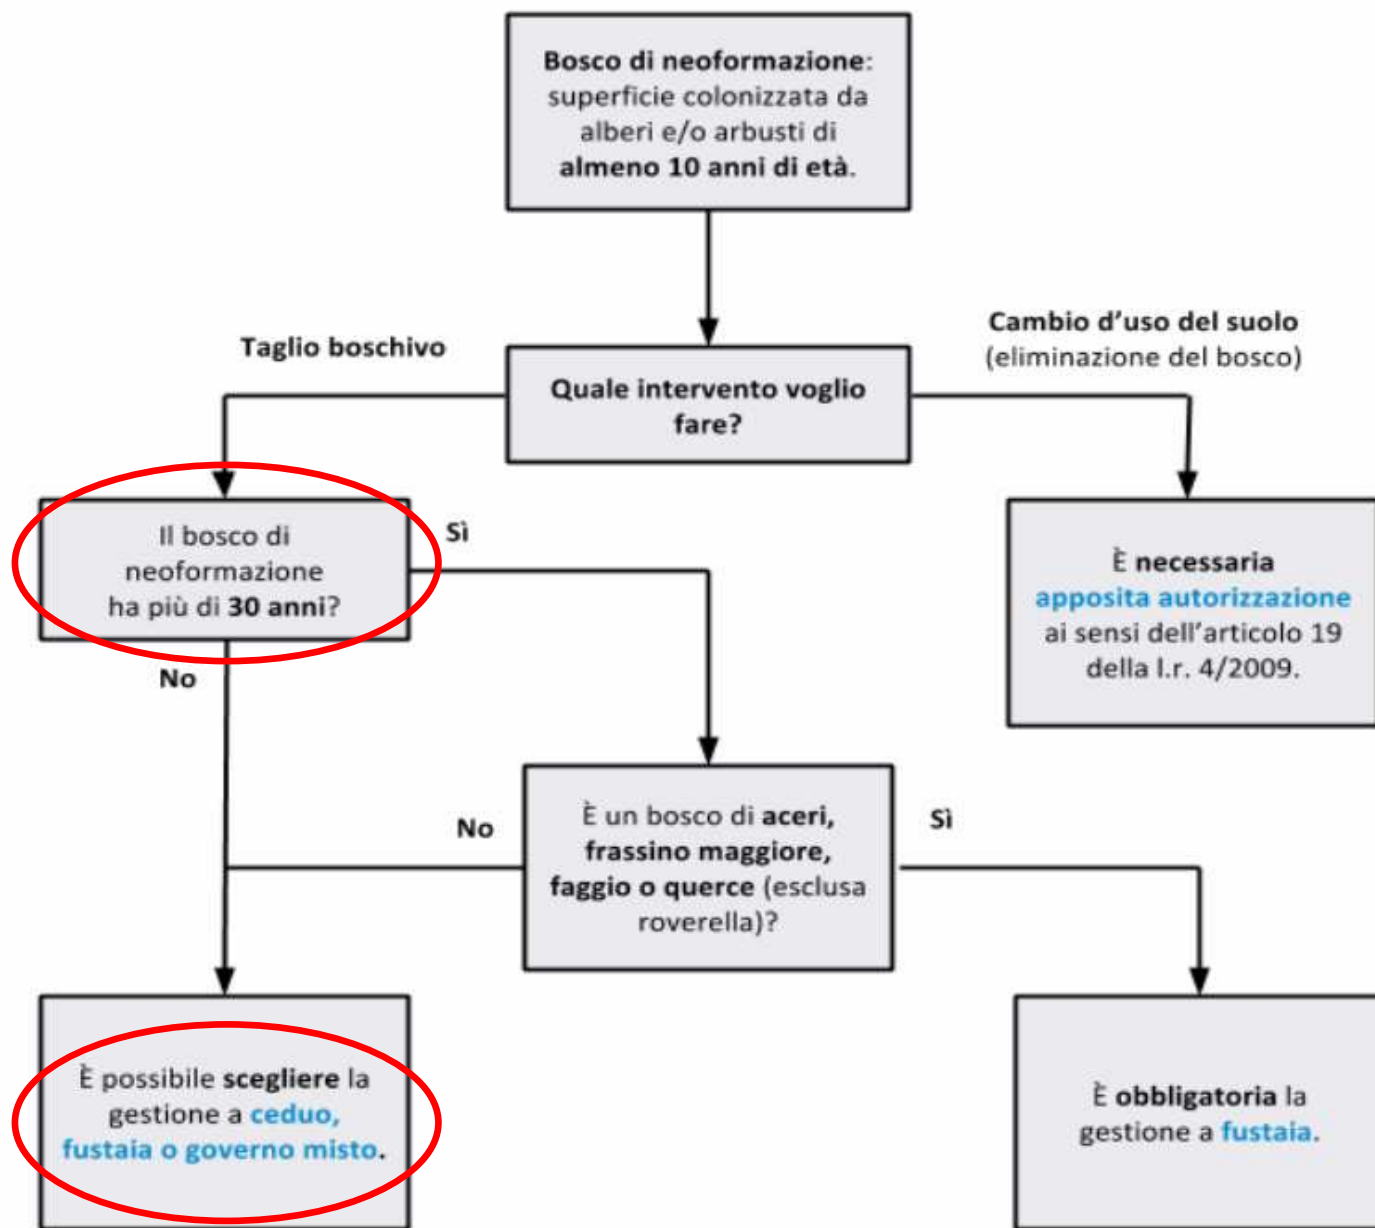 Bosco di neoformazione:
superficie colonizzata da
alberi e/o arbusti di
almeno 10 anni di età.
Taglio boschivo
Cambio d'uso del suolo
(eliminazione del bosco)
Quale intervento voglio
fare?
Il bosco di
neoformazione
ha più di 30 anni?
Sì
No
È necessaria
apposita autorizzazione
ai sensi dell'articolo 19
della l.r. 4/2009.
No
È un bosco di aceri,
frassino maggiore,
faggio o querce (esclusa
roverella)?
Sì
È possibile scegliere la
gestione a ceduo,
fustaia o governo misto.
È obbligatoria la
gestione a fustaia.